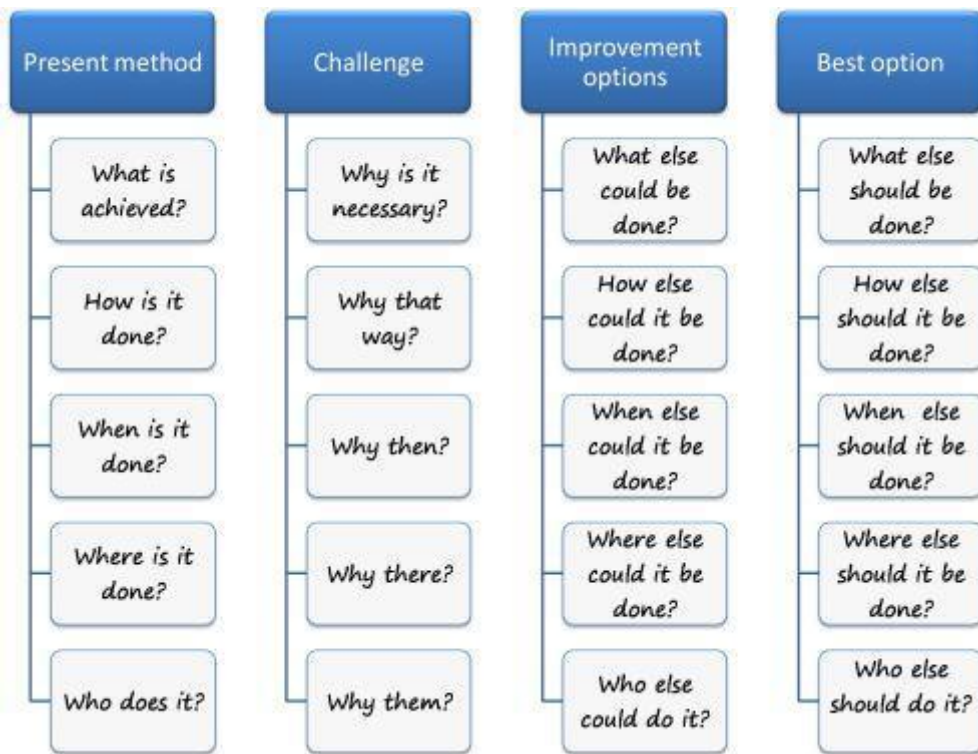 Present method
What is
achieved?
How is it
done?
When is it
done?
Where is it
done?
Who does it?
Challenge
Why is it
necessary?
Why that
way?
Why then?
Why there?
Why them?
Improvement
options
What else
could be
done?
How else
could it be
done?
When else
could it be
done?
Where else
could it be
done?
Who else
could do it?
Best option
What else
should be
done?
How else
should it be
done?
When else
should it be
done?
Where else
should it be
done?
Who else
should do it?